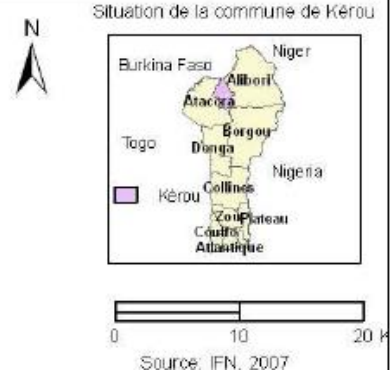 Situation de la commune de Kérou
N
Niger
Burkina Faso
Alibori
Atacora
Borgou
Togo
Donga
Nigeria
Collines
Kérou
Zou Plateau
Couffo
Atlantique
0 10 20 K
Source: IFN, 2007